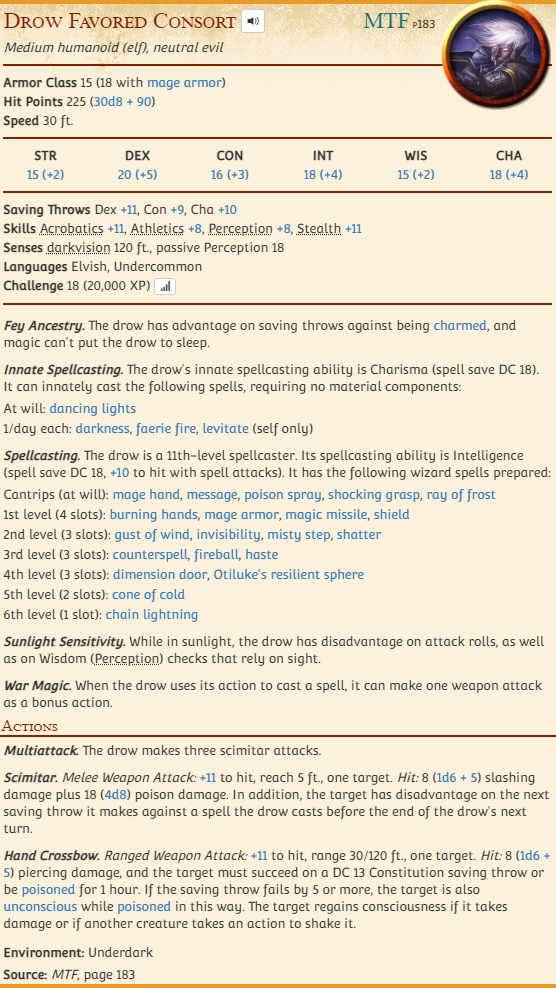 Drow Favored Consort MTF p183
Medium humanoid (elf), neutral evil
Armor Class 15 (18 with mage armor)
Hit Points 225 (30d8 + 90)
Speed 30 ft.
STR DEX CON INT WIS CHA
15 (+2) 20 (+5) 16 (+3) 18 (+4) 15 (+2) 18 (+4)
Saving Throws Dex +11, Con +9, Cha +10
Skills Acrobatics +11, Athletics +8, Perception +8, Stealth +11
Senses darkvision 120 ft., passive Perception 18
Languages Elvish, Undercommon
Challenge 18 (20,000 XP)
Fey Ancestry. The drow has advantage on saving throws against being charmed, and
magic can't put the drow to sleep.
Innate Spellcasting. The drow's innate spellcasting ability is Charisma (spell save DC 18).
It can innately cast the following spells, requiring no material components:
At will: dancing lights
1/day each: darkness, faerie fire, levitate (self only)
Spellcasting. The drow is a 11th-level spellcaster. Its spellcasting ability is Intelligence
(spell save DC 18, +10 to hit with spell attacks). It has the following wizard spells prepared:
Cantrips (at will): mage hand, message, poison spray, shocking grasp, ray of frost
1st level (4 slots): burning hands, mage armor, magic missile, shield
2nd level (3 slots): gust of wind, invisibility, misty step, shatter
3rd level (3 slots): counterspell, fireball, haste
4th level (3 slots): dimension door, Otiluke's resilient sphere
5th level (2 slots): cone of cold
6th level (1 slot): chain lightning
Sunlight Sensitivity. While in sunlight, the drow has disadvantage on attack rolls, as well
as on Wisdom (Perception) checks that rely on sight.
War Magic. When the drow uses its action to cast a spell, it can make one weapon attack
as a bonus action.
Actions
Multiattack. The drow makes three scimitar attacks.
Scimitar. Melee Weapon Attack: +11 to hit, reach 5 ft., one target. Hit: 8 (1d6 + 5) slashing
damage plus 18 (4d8) poison damage. In addition, the target has disadvantage on the next
saving throw it makes against a spell the drow casts before the end of the drow's next
turn.
Hand Crossbow. Ranged Weapon Attack: +11 to hit, range 30/120 ft., one target. Hit: 8 (1d6 +
5) piercing damage, and the target must succeed on a DC 13 Constitution saving throw or
be poisoned for 1 hour. If the saving throw fails by 5 or more, the target is also
unconscious while poisoned in this way. The target regains consciousness if it takes
damage or if another creature takes an action to shake it.
Environment: Underdark
Source: MTF, page 183